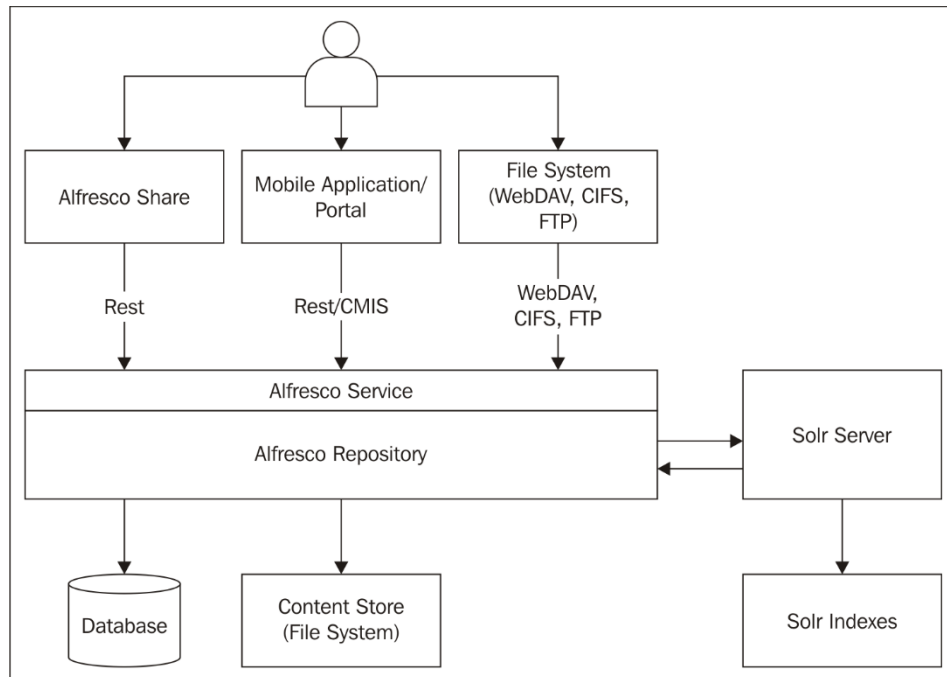 Alfresco Share
Mobile Application/
Portal
File System
(WebDAV, CIFS,
FTP)
Rest
Rest/CMIS
WebDAV,
CIFS, FTP
Alfresco Service
Alfresco Repository
Solr Server
Database
Content Store
(File System)
Solr Indexes